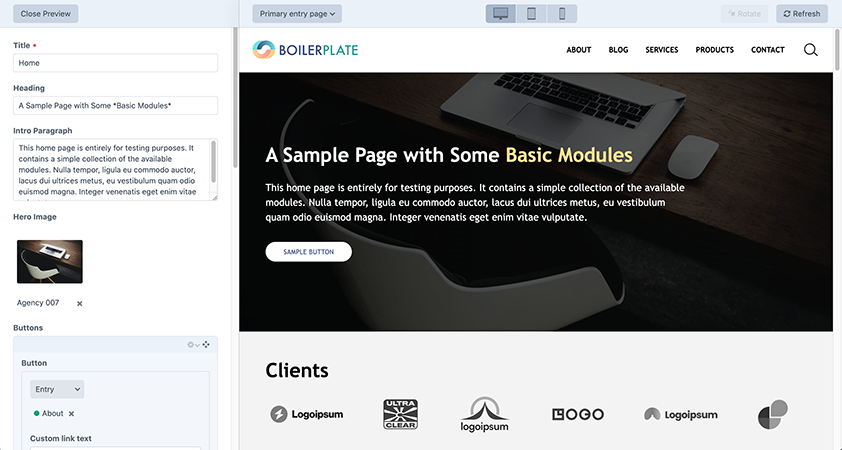 Close Preview
Primary entry page
Rotate
Refresh
Title
Home
Heading
A Sample Page with Some *Basic Modules*
Intro Paragraph
This home page is entirely for testing purposes. It
contains a simple collection of the available
modules. Nulla tempor, ligula eu commodo auctor,
lacus dui ultrices metus, eu vestibulum quam odio
euismod magna. Integer venenatis eget enim vitae
Hero Image
Agency 007
Buttons
Button
Entry
About
Custom link text
BOILERPLATE
ABOUT
BLOG
SERVICES
PRODUCTS
CONTACT
A Sample Page with Some Basic Modules
This home page is entirely for testing purposes. It contains a simple collection of the available
modules. Nulla tempor, ligula eu commodo auctor, lacus dui ultrices metus, eu vestibulum
quam odio euismod magna. Integer venenatis eget enim vitae vulputate.
SAMPLE BUTTON
Clients
Logoipsum
ULTRA
CLEAR
logoipsum
LOGO
Logoipsum